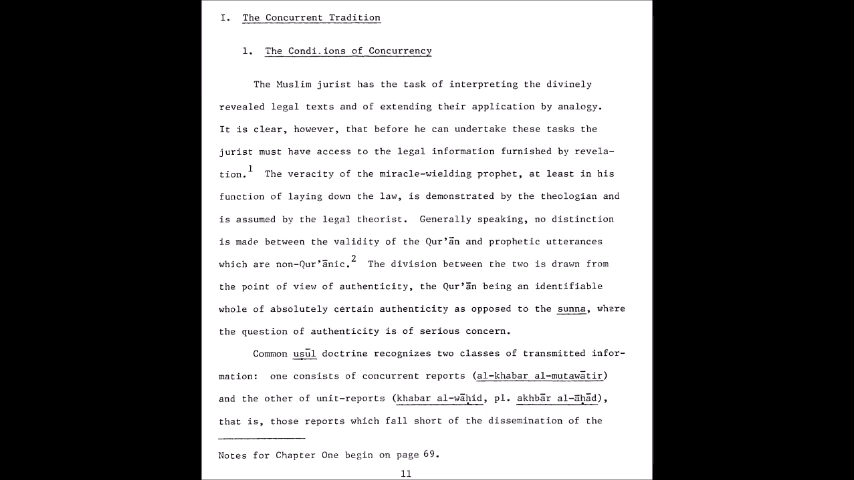 I. The Concurrent Tradition
1. The Condi.ions of Concurrency
The Muslim jurist has the task of interpreting the divinely
revealed legal texts and of extending their application by analogy.
It is clear, however, that before he can undertake these tasks the
jurist must have access to the legal information furnished by revela-
tion.1 The veracity of the miracle-wielding prophet, at least in his
function of laying down the law, is demonstrated by the theologian and
is assumed by the legal theorist. Generally speaking, no distinction
is made between the validity of the Qur'ān and prophetic utterances
which are non-Qur'ānic.2 The division between the two is drawn from
the point of view of authenticity, the Qur'ān being an identifiable
whole of absolutely certain authenticity as opposed to the sunna, where
the question of authenticity is of serious concern.
Common uṣūl doctrine recognizes two classes of transmitted infor-
mation: one consists of concurrent reports (al-khabar al-mutawātir)
and the other of unit-reports (khabar al-wāḥid, pl. akhbār al-āḥād),
that is, those reports which fall short of the dissemination of the
Notes for Chapter One begin on page 69.
11